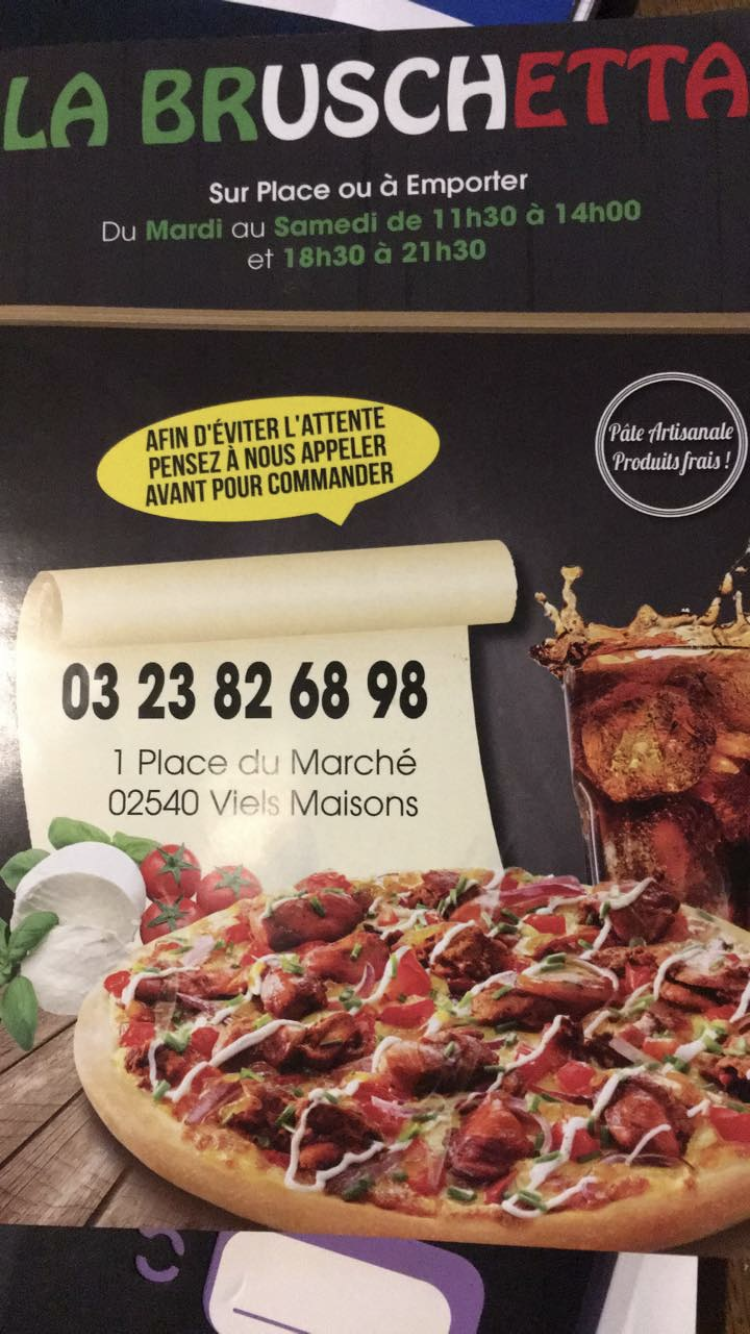 LA BRUSCHETTA
Sur Place ou à Emporter
Du Mardi au Samedi de 11h30 à 14h00
et 18h30 à 21h30
AFIN D'ÉVITER L'ATTENTE
PENSEZ À NOUS APPELER
AVANT POUR COMMANDER
Pâte Artisanale
Produits frais !
03 23 82 68 98
1 Place du Marché
02540 Viels Maisons